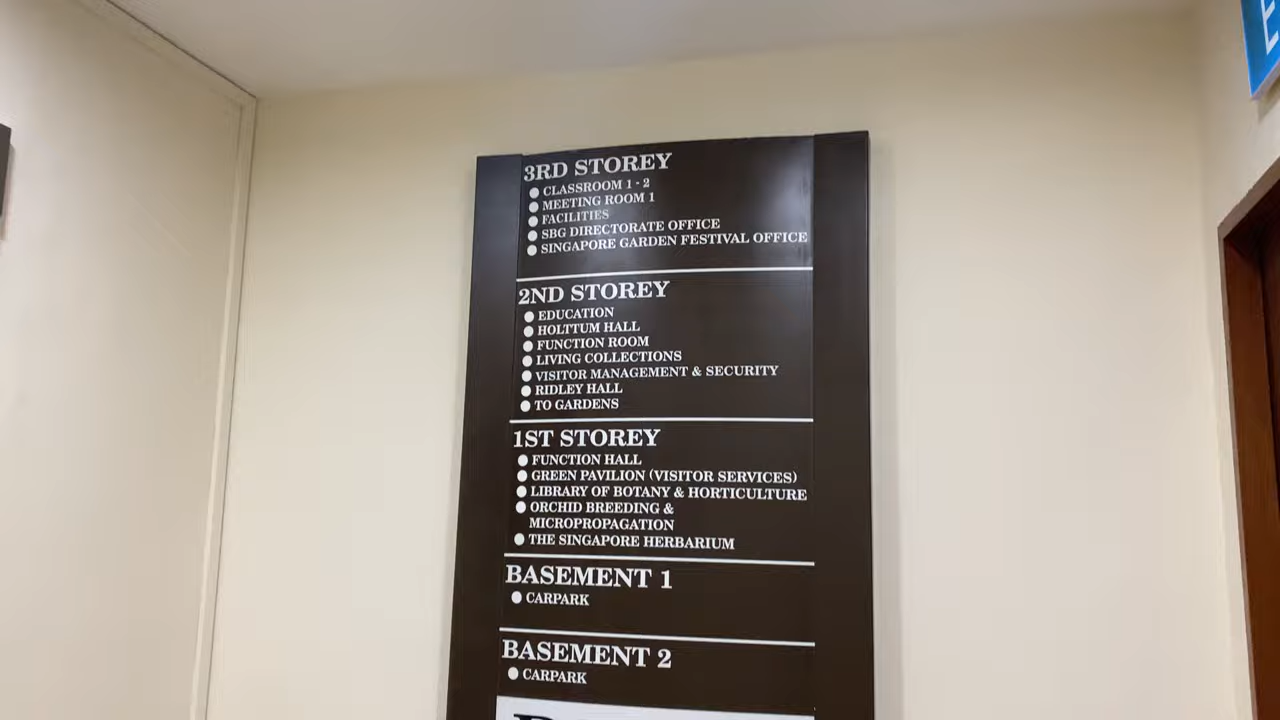 3RD STOREY
CLASSROOM 1 - 2
MEETING ROOM 1
FACILITIES
SBG DIRECTORATE OFFICE
SINGAPORE GARDEN FESTIVAL OFFICE
2ND STOREY
EDUCATION
HOLTTUM HALL
FUNCTION ROOM
LIVING COLLECTIONS
VISITOR MANAGEMENT & SECURITY
RIDLEY HALL
TO GARDENS
1ST STOREY
FUNCTION HALL
GREEN PAVILION (VISITOR SERVICES)
LIBRARY OF BOTANY & HORTICULTURE
ORCHID BREEDING &
MICROPROPAGATION
THE SINGAPORE HERBARIUM
BASEMENT 1
CARPARK
BASEMENT 2
CARPARK